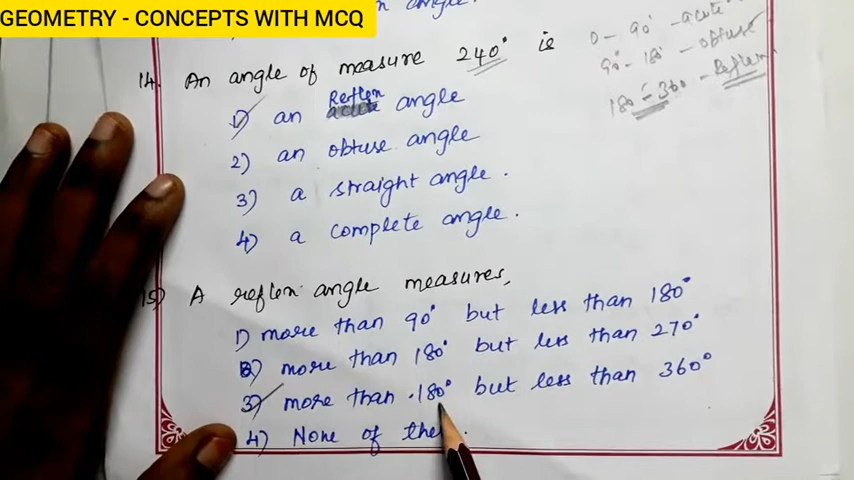 GEOMETRY - CONCEPTS WITH MCQ
angle.
14. An angle of measure 240° is
1) an Reflex angle
2) an obtuse angle
3) a straight angle.
4) a complete angle.
0 - 90° - acute
90° - 180° - obtuse
180° - 360 - Reflex
15) A reflex angle measures,
1) more than 90° but less than 180°
2) more than 180° but less than 270°
3) more than 180° but less than 360°
4) None of the